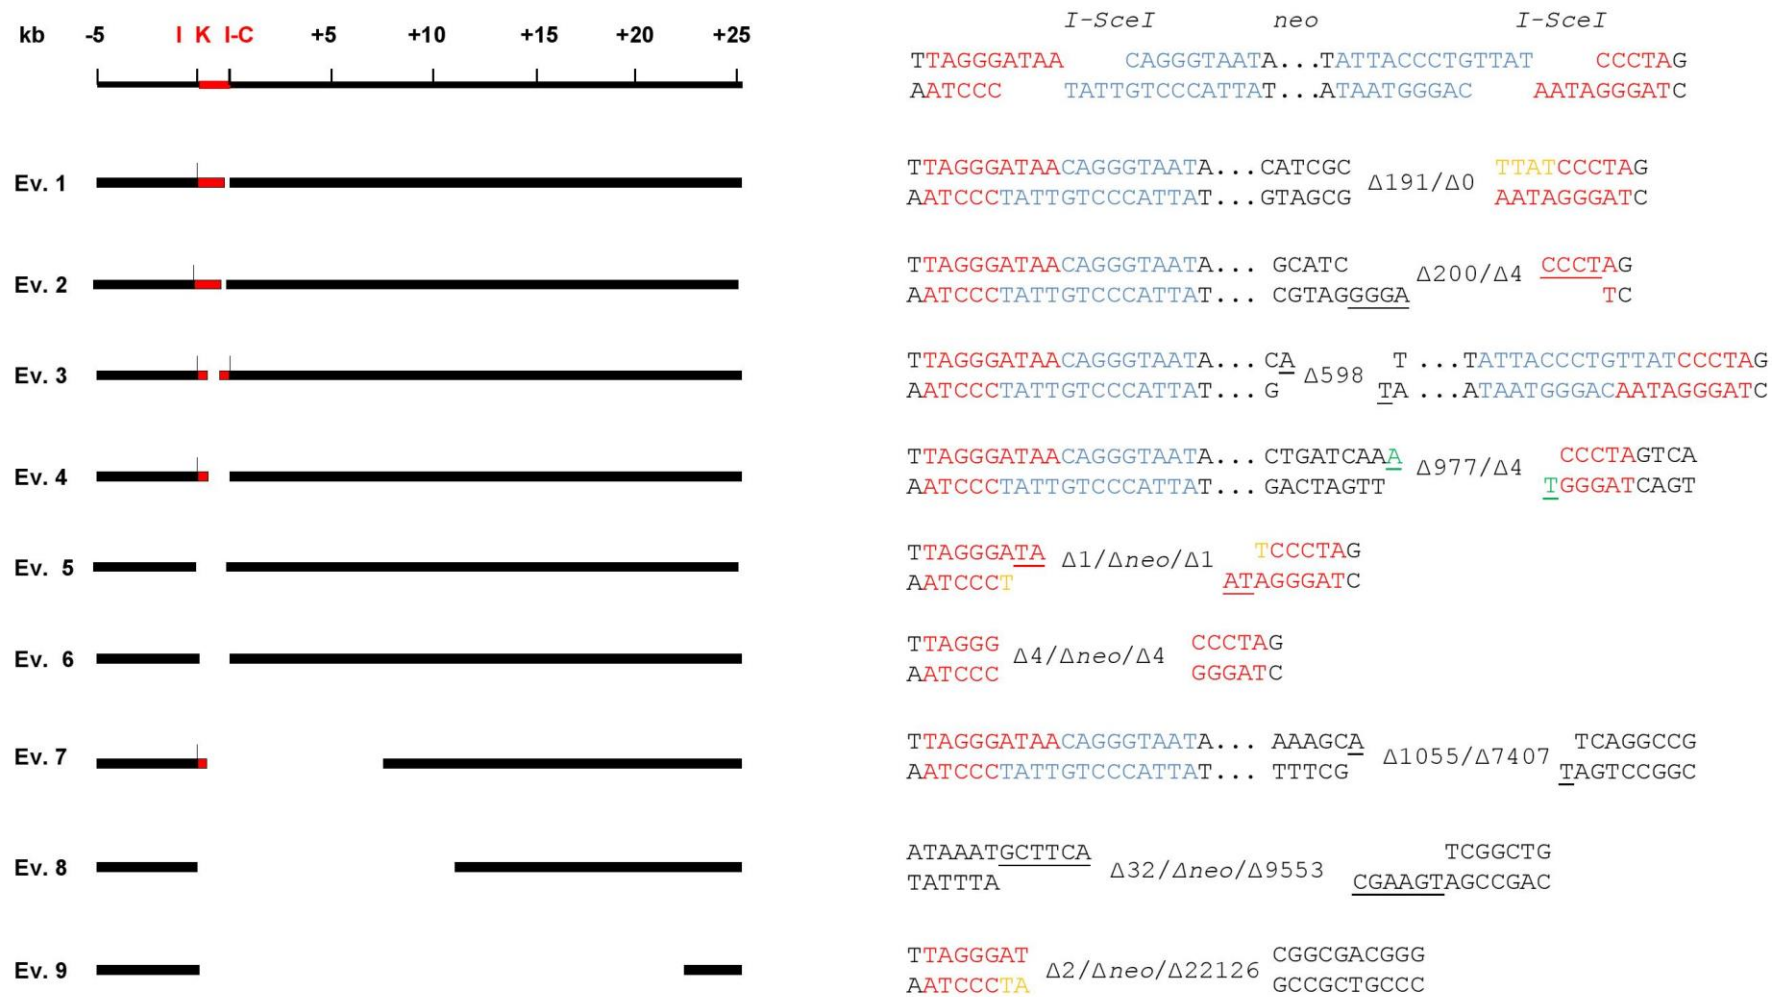 I-SceI neo I-SceI
kb -5 I K I-C +5 +10 +15 +20 +25
TTAGGGATAA CAGGGTAATA...TATTACCCTGTTAT CCCTAG
AATCCC TATTGTCCCATTAT...ATAATGGGAC AATAGGGATC
TTAGGGATAACAGGGTAATA...CATCGC TTATCCCTAG
Ev. 1 Δ191/Δ0
AATCCCTATTGTCCCATTAT...GTAGCG AATAGGGATC
TTAGGGATAACAGGGTAATA... GCATC CCCTAG
Ev. 2 Δ200/Δ4
AATCCCTATTGTCCCATTAT... CGTAGGGGA TC
TTAGGGATAACAGGGTAATA... CA T ...TATTACCCTGTTATCCCTAG
Ev. 3 Δ598
AATCCCTATTGTCCCATTAT... G TA ...ATAATGGGACAATAGGGATC
TTAGGGATAACAGGGTAATA... CTGATCAAA CCCTAGTCA
Ev. 4 Δ977/Δ4
AATCCCTATTGTCCCATTAT... GACTAGTT TGGGATCAGT
TTAGGGATA TCCCTAG
Ev. 5 Δ1/Δneo/Δ1
AATCCCT ATAGGGATC
TTAGGG CCCTAG
Ev. 6 Δ4/Δneo/Δ4
AATCCC GGGATC
TTAGGGATAACAGGGTAATA... AAAGCA TCAGGCCG
Ev. 7 Δ1055/Δ7407
AATCCCTATTGTCCCATTAT... TTTCG TAGTCCGGC
ATAAATGCTTCA TCGGCTG
Ev. 8 Δ32/Δneo/Δ9553
TATTTA CGAAGTAGCCGAC
TTAGGGAT CGGCGACGGG
Ev. 9 Δ2/Δneo/Δ22126
AATCCCTA GCCGCTGCCC